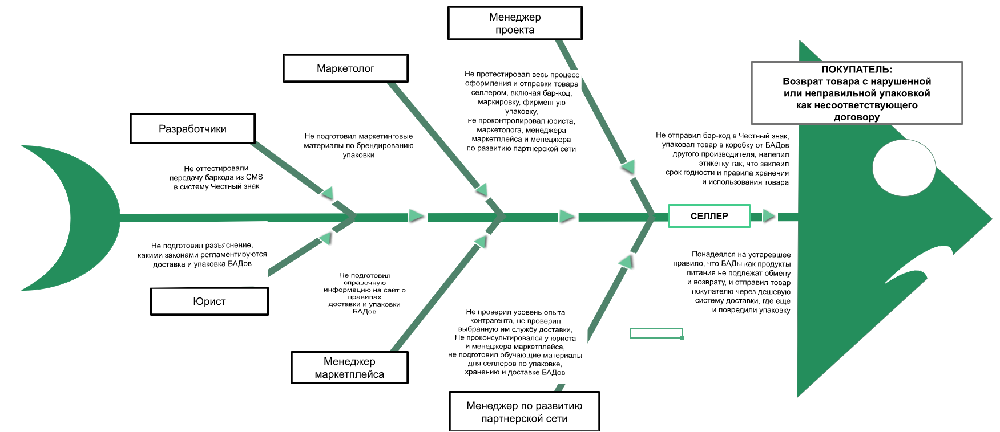 Менеджер
проекта
Маркетолог
Разработчики
ПОКУПАТЕЛЬ:
Возврат товара с нарушенной
или неправильной упаковкой
как несоответствующего
договору
Не протестировал весь процесс
оформления и отправки товара
селлером, включая бар-код,
маркировку, фирменную
упаковку,
не проконтролировал юриста,
маркетолога, менеджера
маркетплейса и менеджера
по развитию партнерской сети
Не подготовил маркетинговые
материалы по брендированию
упаковки
Не оттестировали
передачу баркода из CMS
в систему Честный знак
Не отправил бар-код в Честный знак,
упаковал товар в коробку от БАДов
другого производителя, налепил
этикетку так, что заклеил
срок годности и правила хранения
и использования товара
СЕЛЛЕР
Не подготовил разъяснение,
какими законами регламентируются
доставка и упаковка БАДов
Юрист
Не подготовил
справочную
информацию на сайт о
правилах
доставки и упаковки
БАДов
Менеджер
маркетплейса
Не проверил уровень опыта
контрагента, не проверил
выбранную им службу доставки,
Не проконсультировался у юриста
и менеджера маркетплейса,
не подготовил обучающие материалы
для селлеров по упаковке,
хранению и доставке БАДов
Менеджер по развитию
партнерской сети
Понадеялся на устаревшее
правило, что БАДы как продукты
питания не подлежат обмену
и возврату, и отправил товар
покупателю через дешевую
систему доставки, где еще
и повредили упаковку